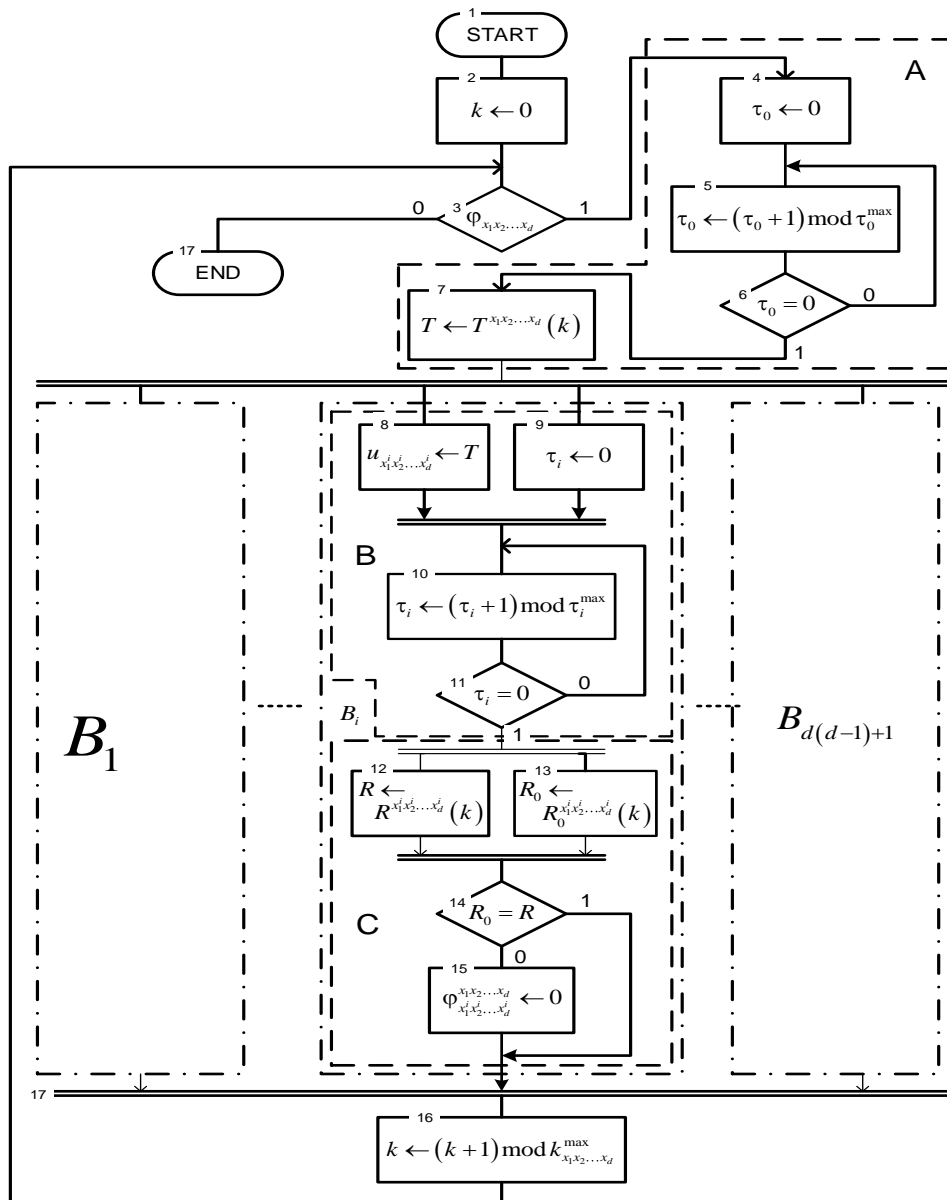 1
START
2
k ← 0
A
4
τ₀ ← 0
3
φ_{x₁x₂…x_d}
0
1
5
τ₀ ← (τ₀ + 1) mod τ₀^{max}
17
END
6
τ₀ = 0
0
1
7
T ← T^{x₁x₂…x_d}(k)
8
u_{x₁^i x₂^i…x_d^i} ← T
9
τ_i ← 0
B
10
τ_i ← (τ_i + 1) mod τ_i^{max}
11
τ_i = 0
0
1
B₁
B_i
B_{d(d−1)+1}
12
R ←
R^{x₁^i x₂^i…x_d^i}(k)
13
R₀ ←
R₀^{x₁^i x₂^i…x_d^i}(k)
C
14
R₀ = R
1
0
15
φ_{x₁^i x₂^i…x_d^i}^{x₁x₂…x_d} ← 0
17
16
k ← (k + 1) mod k_{x₁x₂…x_d}^{max}